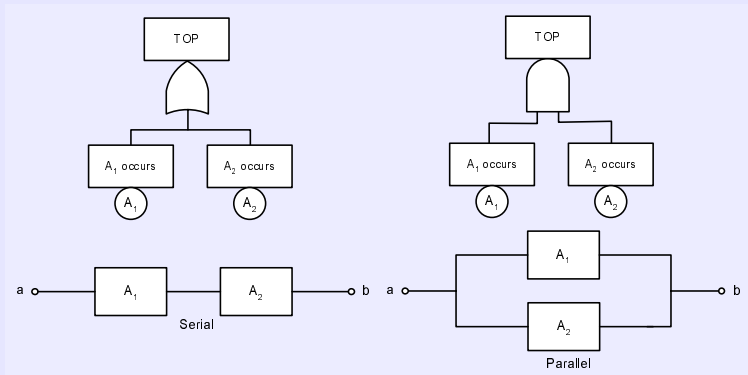 TOP
A1 occurs
A2 occurs
A1
A2
a
A1
A2
b
Serial
TOP
A1 occurs
A2 occurs
A1
A2
a
A1
A2
b
Parallel